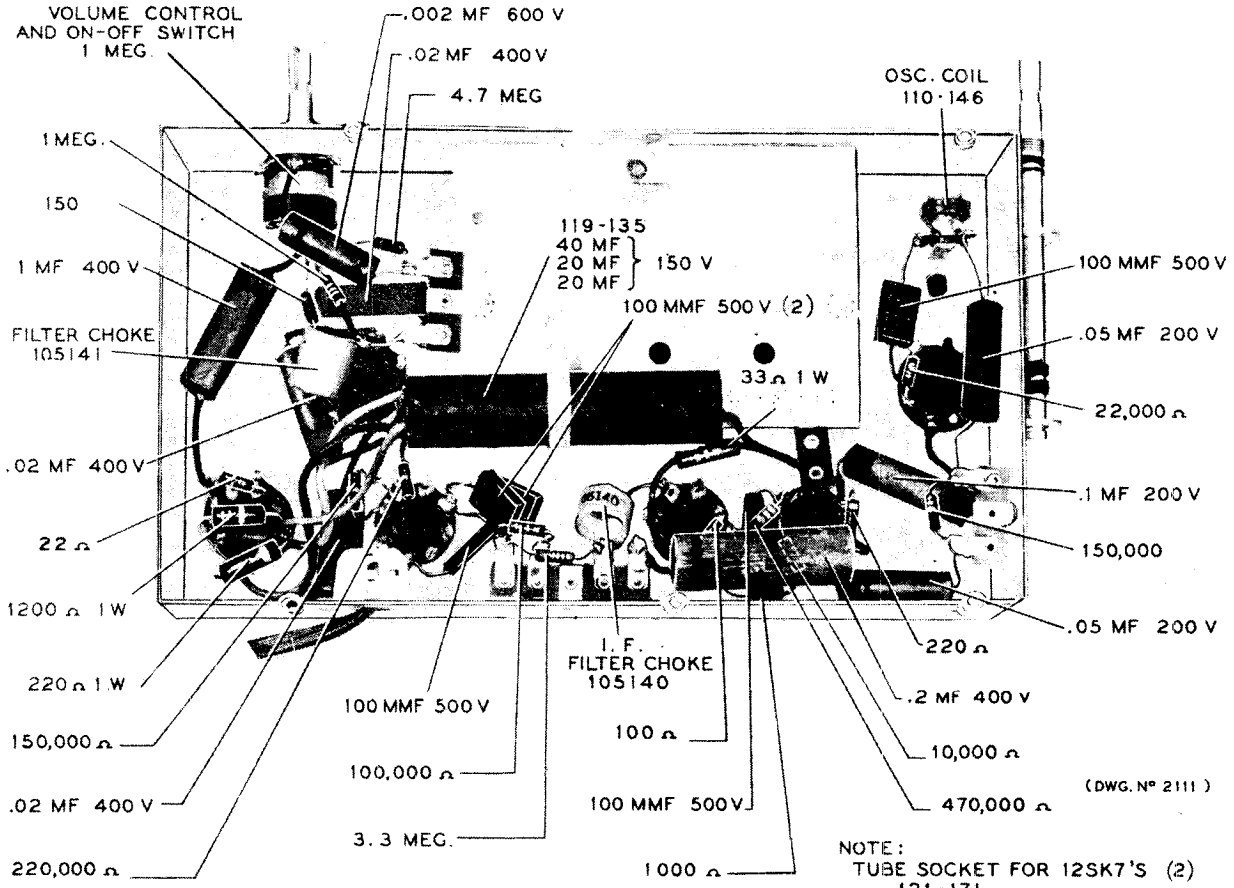 VOLUME CONTROL
AND ON-OFF SWITCH
1 MEG.
.002 MF 600 V
.02 MF 400 V
4.7 MEG
OSC. COIL
110-146
1 MEG.
150
1 MF 400 V
FILTER CHOKE
105141
.02 MF 400 V
22 Ω
1200 Ω 1 W
220 Ω 1 W
150,000 Ω
.02 MF 400 V
220,000 Ω
119-135
40 MF
20 MF
20 MF
150 V
100 MMF 500 V (2)
33 Ω 1 W
105140
100 MMF 500 V
.05 MF 200 V
22,000 Ω
.1 MF 200 V
150,000
.05 MF 200 V
220 Ω
.2 MF 400 V
10,000 Ω
470,000 Ω
(DWG. Nº 2111)
I. F.
FILTER CHOKE
105140
100 MMF 500 V
100,000 Ω
3.3 MEG.
100 Ω
100 MMF 500 V
1000 Ω
NOTE:
TUBE SOCKET FOR 12SK7'S (2)
121-171